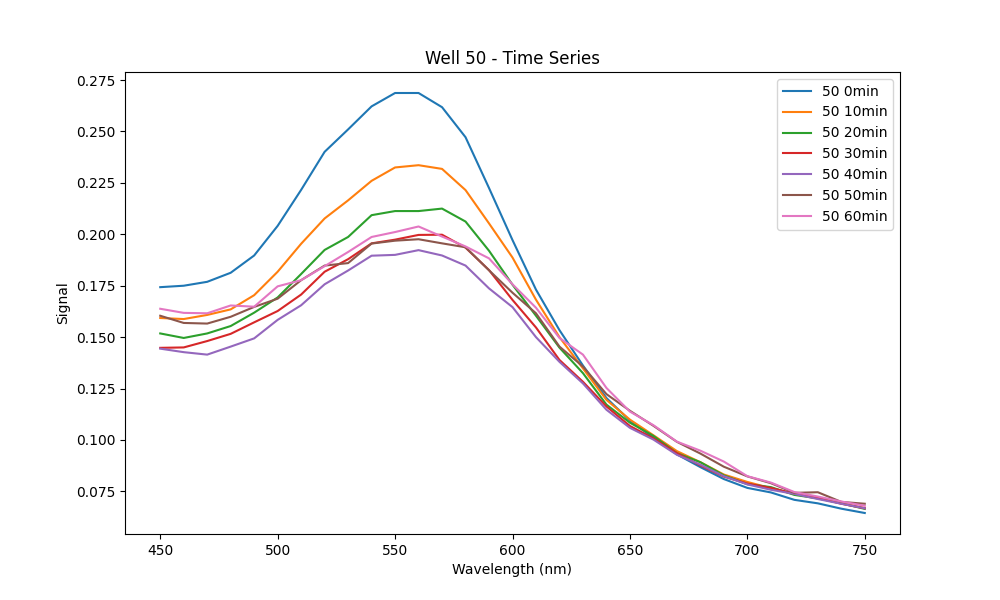 Well 50 - Time Series
0.275
0.250
0.225
0.200
0.175
0.150
0.125
0.100
0.075
Signal
50 0min
50 10min
50 20min
50 30min
50 40min
50 50min
50 60min
450 500 550 600 650 700 750
Wavelength (nm)